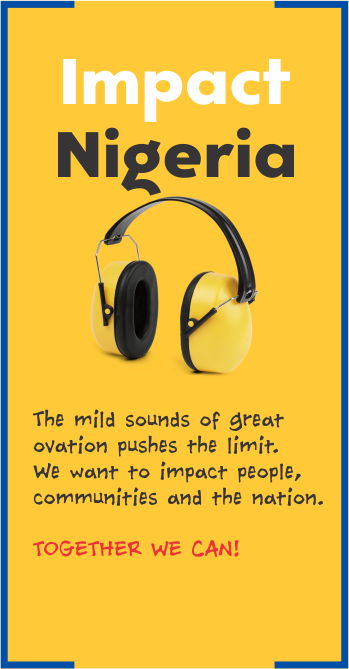 Impact
Nigeria
The mild sounds of great
ovation pushes the limit.
We want to impact people,
communities and the nation.
TOGETHER WE CAN!